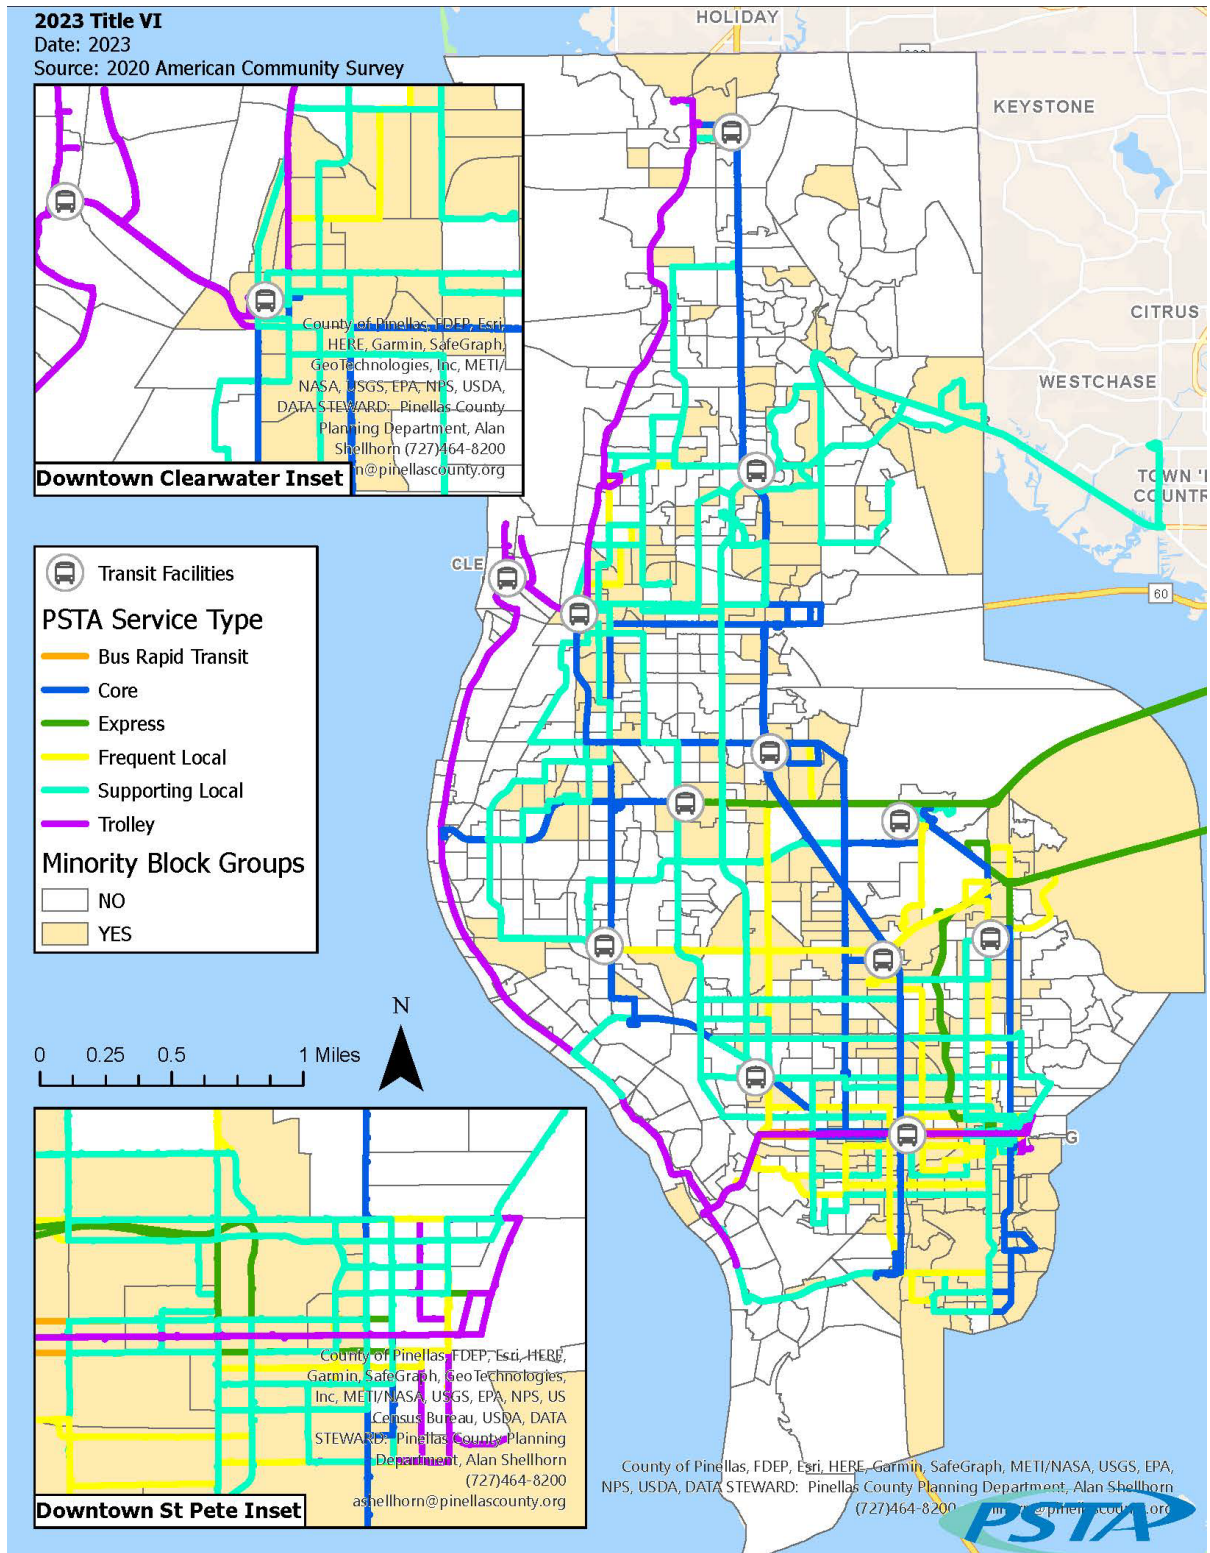 2023 Title VI
Date: 2023
Source: 2020 American Community Survey
HOLIDAY
KEYSTONE
CITRUS
WESTCHASE
TOWN '
COUNTR
County of Pinellas, FDEP, Esri,
HERE, Garmin, SafeGraph,
GeoTechnologies, Inc, METI/
NASA, USGS, EPA, NPS, USDA,
DATA STEWARD: Pinellas County
Planning Department, Alan
Shellhorn (727)464-8200
n@pinellascounty.org
Downtown Clearwater Inset
CLE
60
Transit Facilities
PSTA Service Type
Bus Rapid Transit
Core
Express
Frequent Local
Supporting Local
Trolley
Minority Block Groups
NO
YES
N
0 0.25 0.5 1 Miles
G
County of Pinellas, FDEP, Esri, HERE,
Garmin, SafeGraph, GeoTechnologies,
Inc, METI/NASA, USGS, EPA, NPS, US
Census Bureau, USDA, DATA
STEWARD: Pinellas County Planning
Department, Alan Shellhorn
(727)464-8200
ashellhorn@pinellascounty.org
Downtown St Pete Inset
County of Pinellas, FDEP, Esri, HERE, Garmin, SafeGraph, METI/NASA, USGS, EPA,
NPS, USDA, DATA STEWARD: Pinellas County Planning Department, Alan Shellhorn
(727)464-8200
PSTA